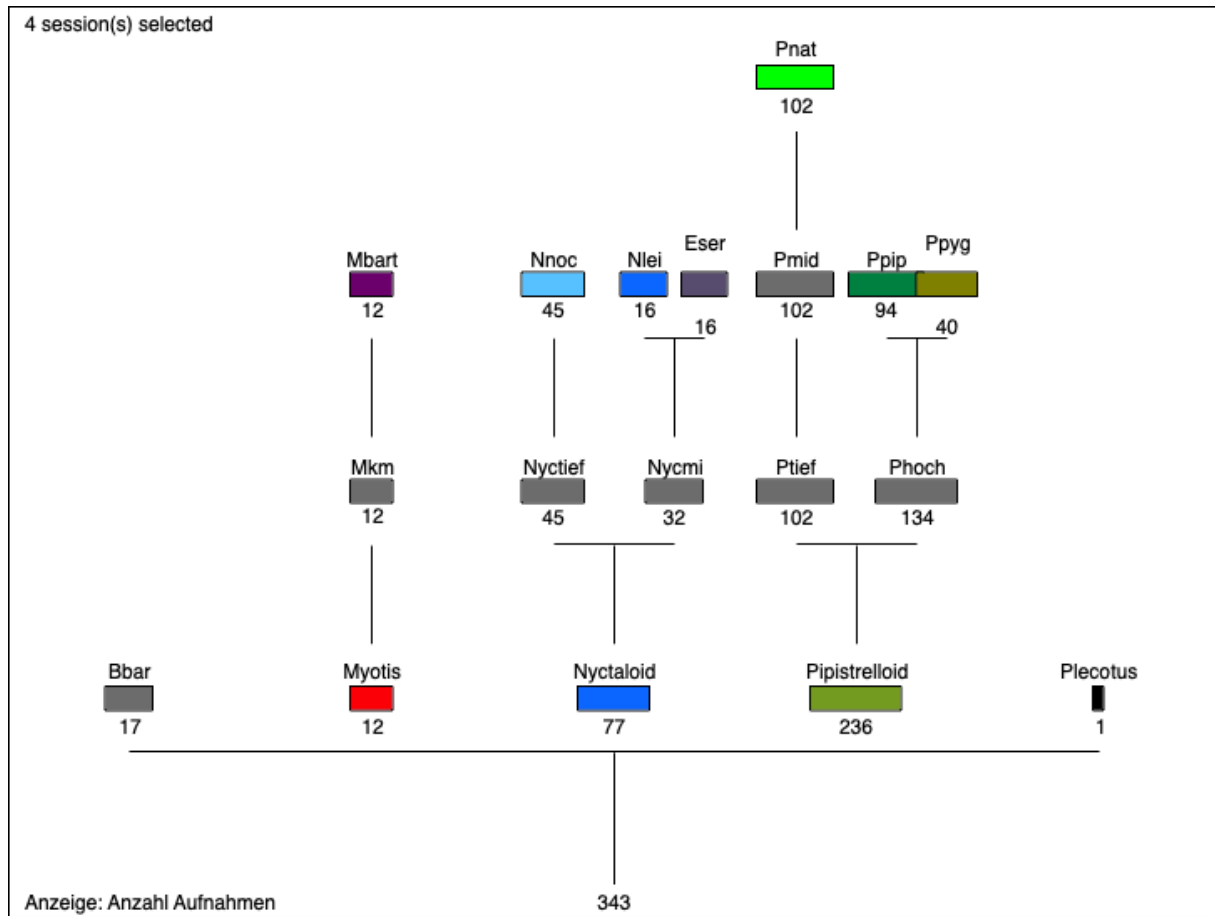 4 session(s) selected
Pnat
102
Eser
Ppyg
Mbart
Nnoc
Nlei
Pmid
Ppip
12
45
16
102
94
16
40
Mkm
Nyctief
Nycmi
Ptief
Phoch
12
45
32
102
134
Bbar
Myotis
Nyctaloid
Pipistrelloid
Plecotus
17
12
77
236
1
Anzeige: Anzahl Aufnahmen
343